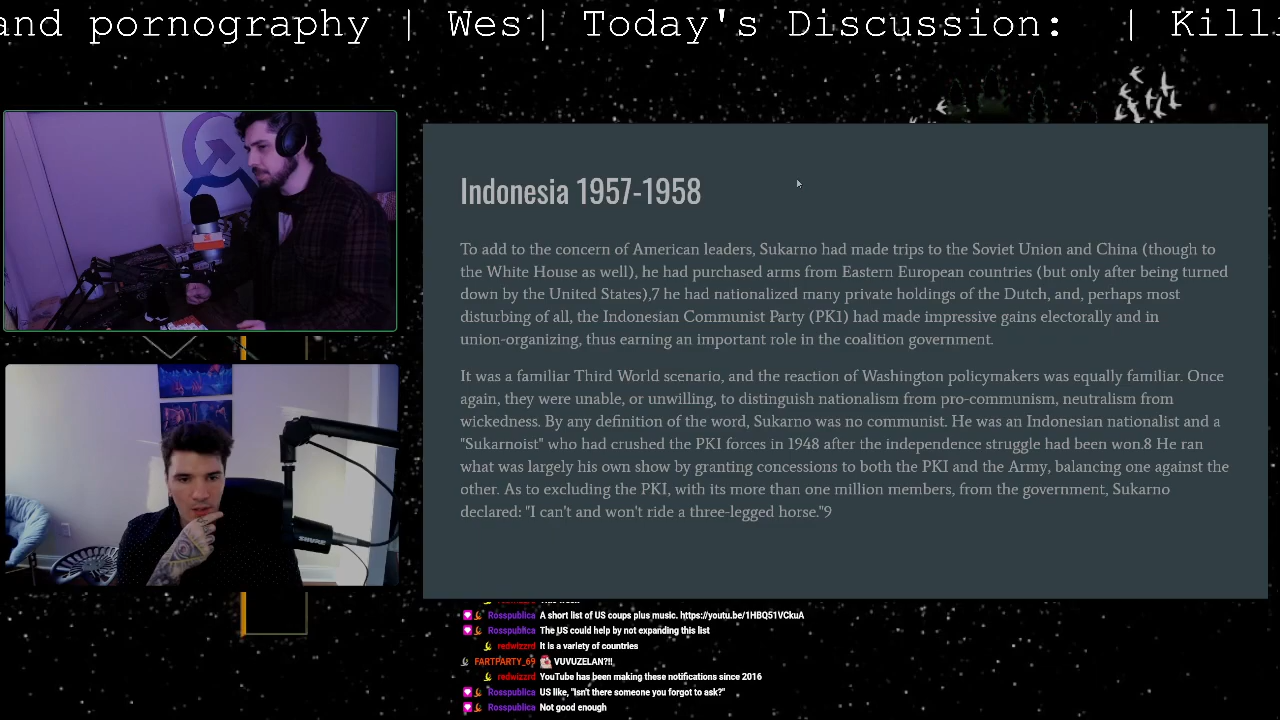 and pornography | Wes| Today's Discussion:   | Kill
Indonesia 1957-1958
To add to the concern of American leaders, Sukarno had made trips to the Soviet Union and China (though to
the White House as well), he had purchased arms from Eastern European countries (but only after being turned
down by the United States),7 he had nationalized many private holdings of the Dutch, and, perhaps most
disturbing of all, the Indonesian Communist Party (PK1) had made impressive gains electorally and in
union-organizing, thus earning an important role in the coalition government.
It was a familiar Third World scenario, and the reaction of Washington policymakers was equally familiar. Once
again, they were unable, or unwilling, to distinguish nationalism from pro-communism, neutralism from
wickedness. By any definition of the word, Sukarno was no communist. He was an Indonesian nationalist and a
"Sukarnoist" who had crushed the PKI forces in 1948 after the independence struggle had been won.8 He ran
what was largely his own show by granting concessions to both the PKI and the Army, balancing one against the
other. As to excluding the PKI, with its more than one million members, from the government, Sukarno
declared: "I can't and won't ride a three-legged horse."9
SHURE
Rosspublica A short list of US coups plus music. https://youtu.be/1HBQ51VCkuA
Rosspublica The US could help by not expanding this list
redwizzrd It is a variety of countries
FARTPARTY_69 VUVUZELAN?!!
redwizzrd YouTube has been making these notifications since 2016
Rosspublica US like, "Isn't there someone you forgot to ask?"
Rosspublica Not good enough